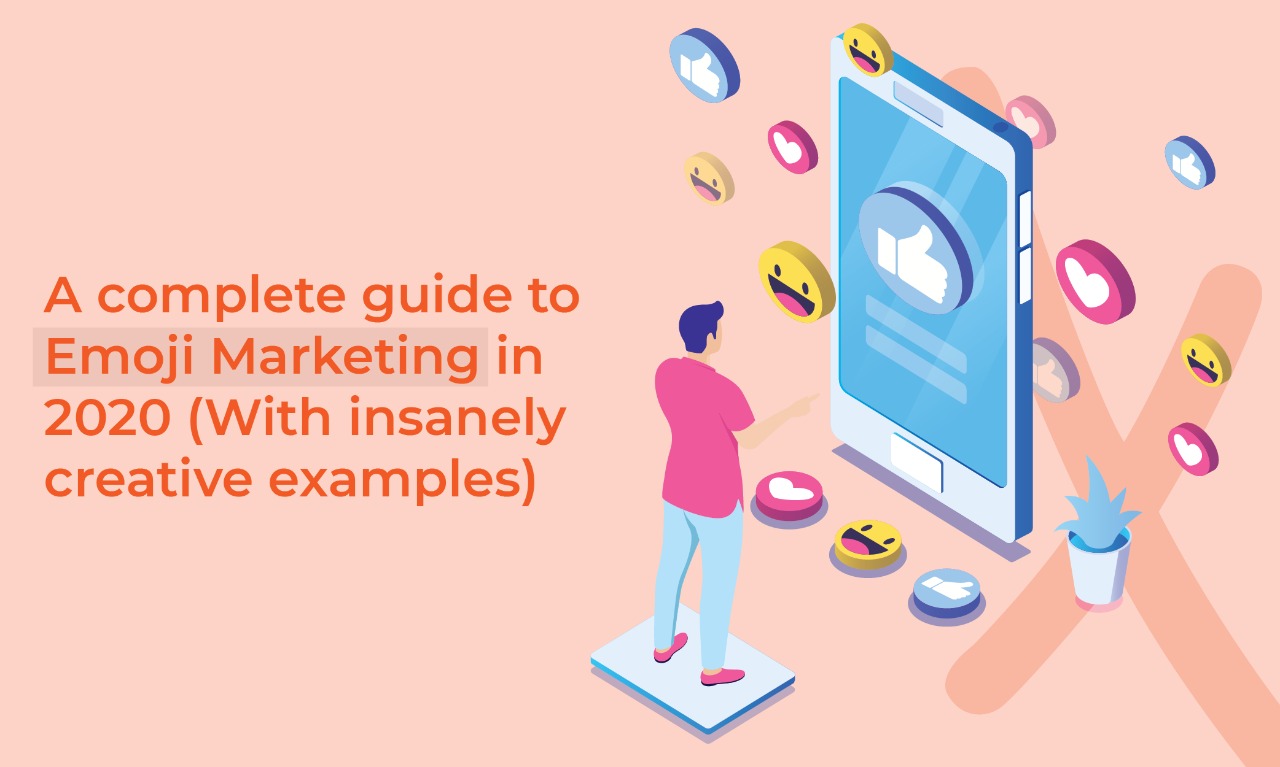 A complete guide to
Emoji Marketing in
2020 (With insanely
creative examples)